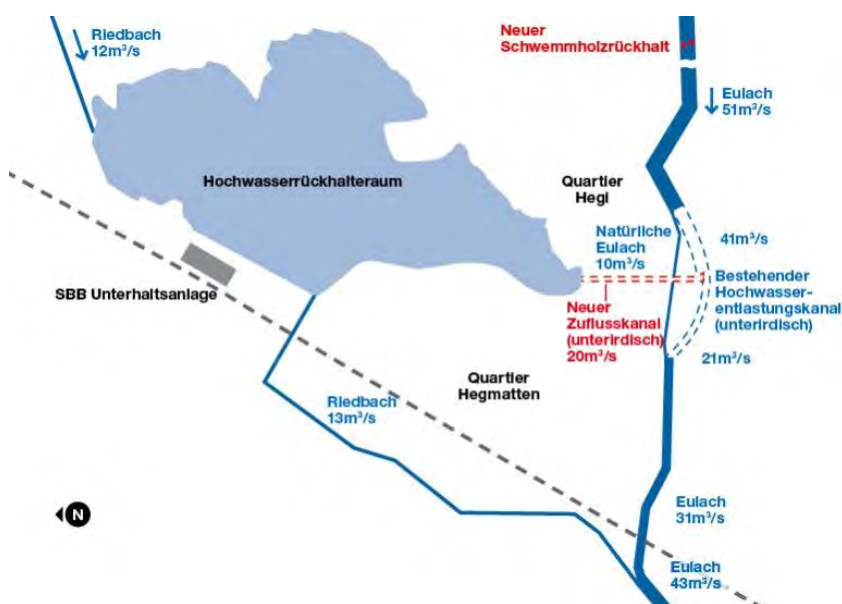 Riedbach
12m³/s
Neuer
Schwemmholzrückhalt
Eulach
51m³/s
Hochwasserrückhalteraum
Quartier
Hegi
Natürliche
Eulach
10m³/s
41m³/s
SBB Unterhaltsanlage
Neuer
Zuflusskanal
(unterirdisch)
20m³/s
Bestehender
Hochwasser-
entlastungskanal
(unterirdisch)
21m³/s
Quartier
Hegmatten
Riedbach
13m³/s
N
Eulach
31m³/s
Eulach
43m³/s